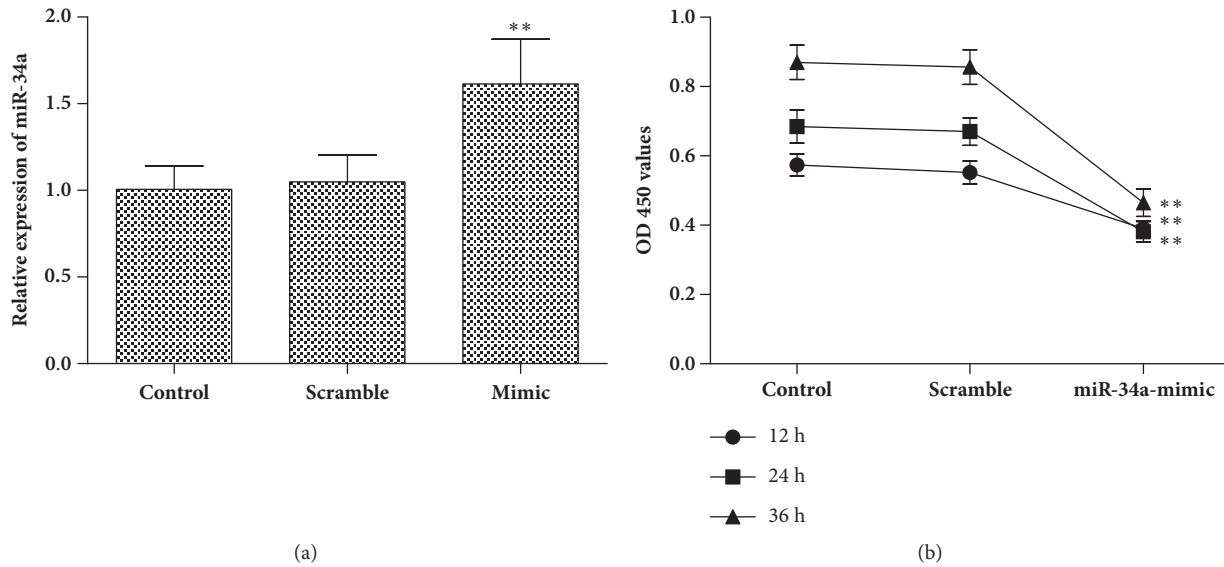 Relative expression of miR-34a
2.0
1.5
1.0
0.5
0.0
**
Control
Scramble
Mimic
(a)
OD 450 values
1.0
0.8
0.6
0.4
0.2
0.0
**
**
**
Control
Scramble
miR-34a-mimic
12 h
24 h
36 h
(b)